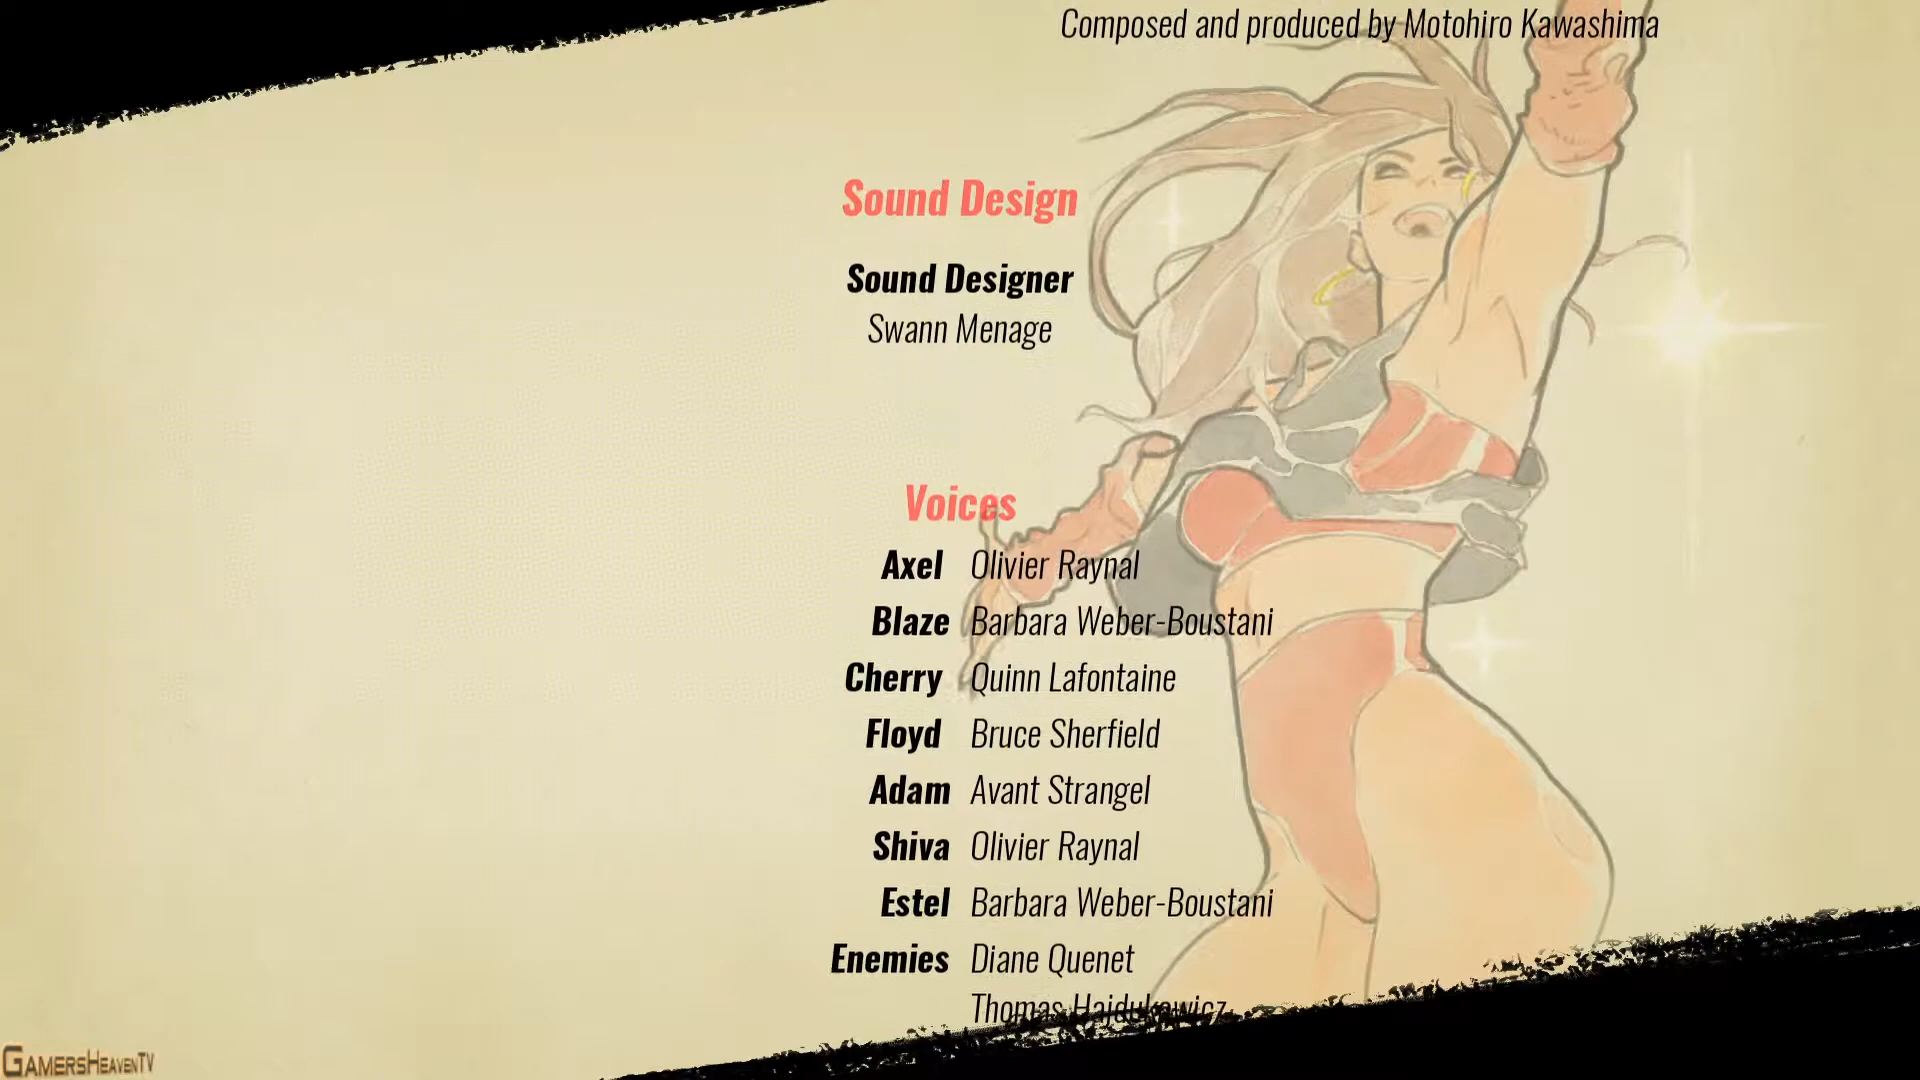 Composed and produced by Motohiro Kawashima
Sound Design
Sound Designer
Swann Menage
Voices
Axel Olivier Raynal
Blaze Barbara Weber-Boustani
Cherry Quinn Lafontaine
Floyd Bruce Sherfield
Adam Avant Strangel
Shiva Olivier Raynal
Estel Barbara Weber-Boustani
Enemies Diane Quenet
Thomas Hajdukowicz
GAMERSHEAVENTV